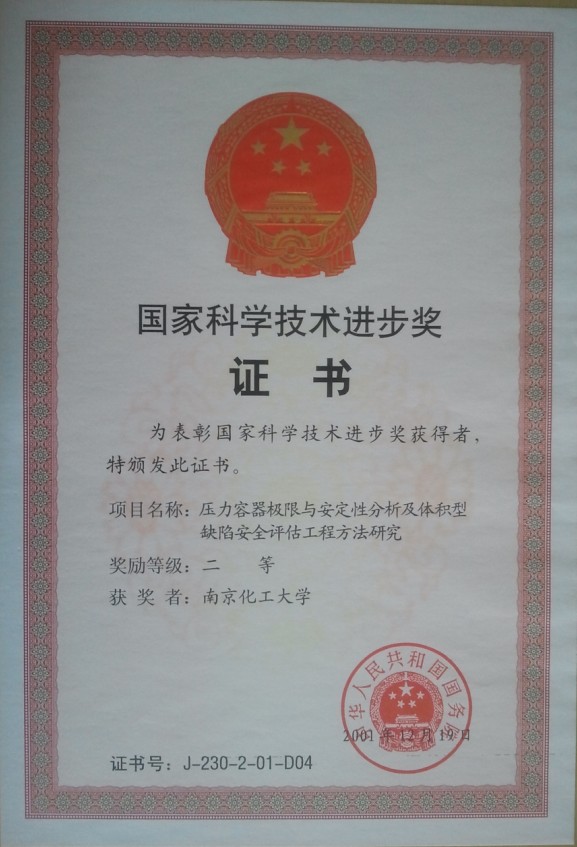 国家科学技术进步奖
证 书
为表彰国家科学技术进步奖获得者，
特颁发此证书。
项目名称：压力容器极限与安定性分析及体积型
缺陷安全评估工程方法研究
奖励等级：二 等
获 奖 者：南京化工大学
中华人民共和国国务院
2001年12月19日
证书号：J-230-2-01-D04